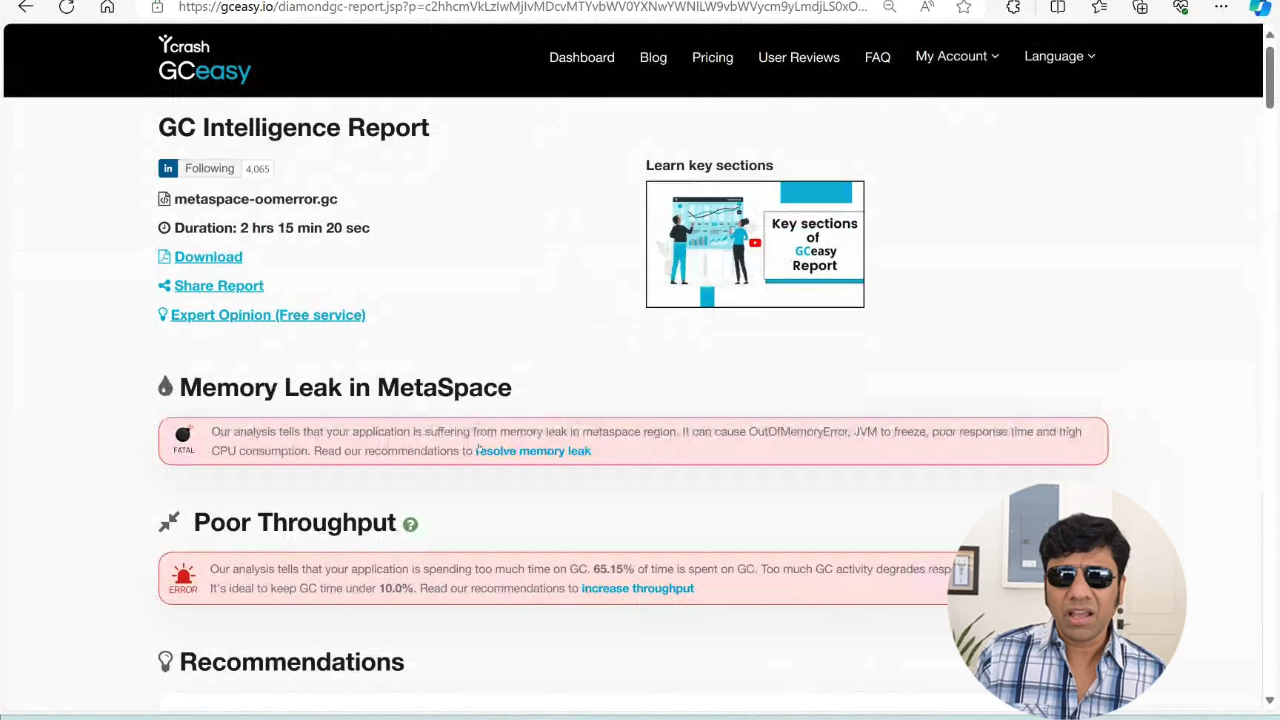 https://gceasy.io/diamondgc-report.jsp?p=
Ycrash
GCeasy
Dashboard
Blog
Pricing
User Reviews
FAQ
My Account
Language
GC Intelligence Report
in Following 4,065
metaspace-oomerror.gc
Duration: 2 hrs 15 min 20 sec
Download
Share Report
Expert Opinion (Free service)
Learn key sections
Key sections
of
GCeasy
Report
Memory Leak in MetaSpace
FATAL
Our analysis tells that your application is suffering from memory leak in metaspace region. It can cause OutOfMemoryError, JVM to freeze, poor response time and high
CPU consumption. Read our recommendations to resolve memory leak
Poor Throughput ?
ERROR
Our analysis tells that your application is spending too much time on GC. 65.15% of time is spent on GC. Too much GC activity degrades resp
It's ideal to keep GC time under 10.0%. Read our recommendations to increase throughput
Recommendations